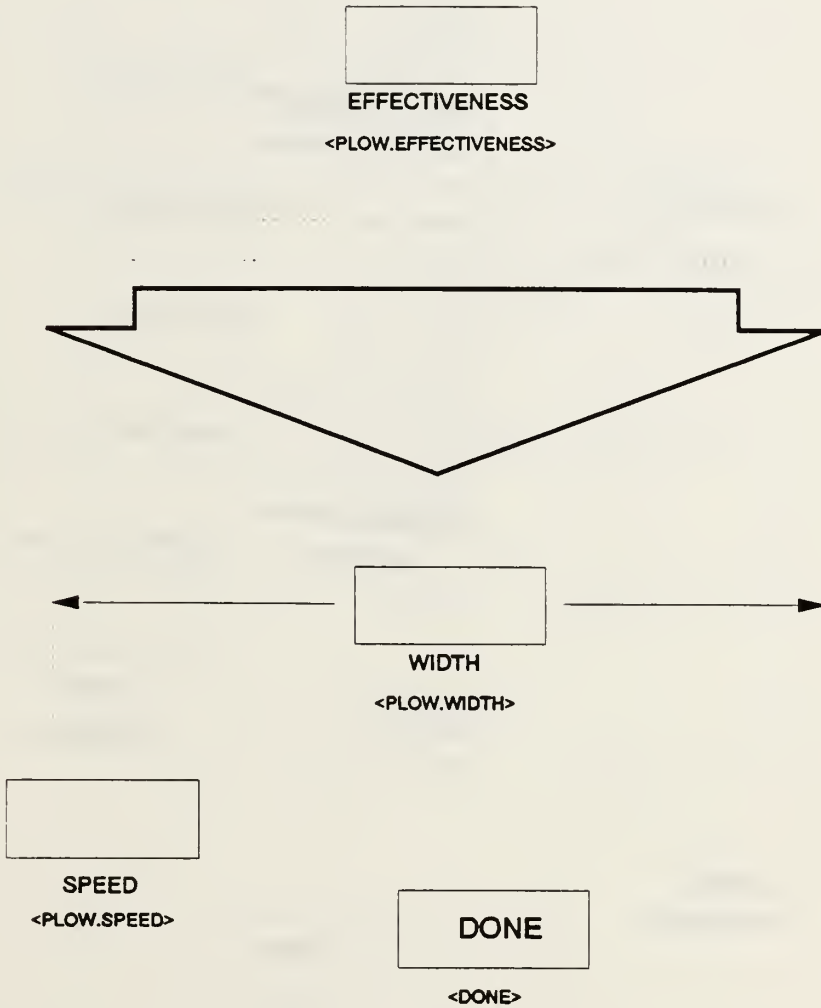 EFFECTIVENESS
<PLOW.EFFECTIVENESS>
WIDTH
<PLOW.WIDTH>
SPEED
<PLOW.SPEED>
DONE
<DONE>